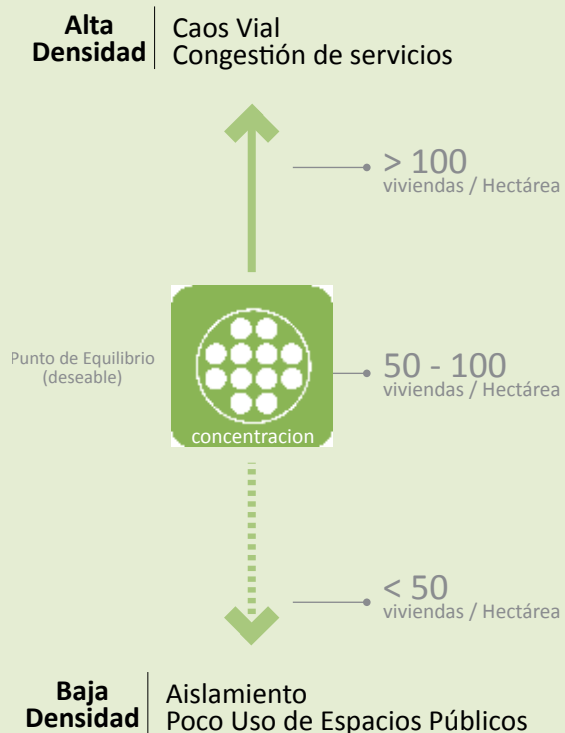 Alta
Densidad
Caos Vial
Congestión de servicios
> 100
viviendas / Hectárea
Punto de Equilibrio
(deseable)
50 - 100
viviendas / Hectárea
concentracion
< 50
viviendas / Hectárea
Baja
Densidad
Aislamiento
Poco Uso de Espacios Públicos